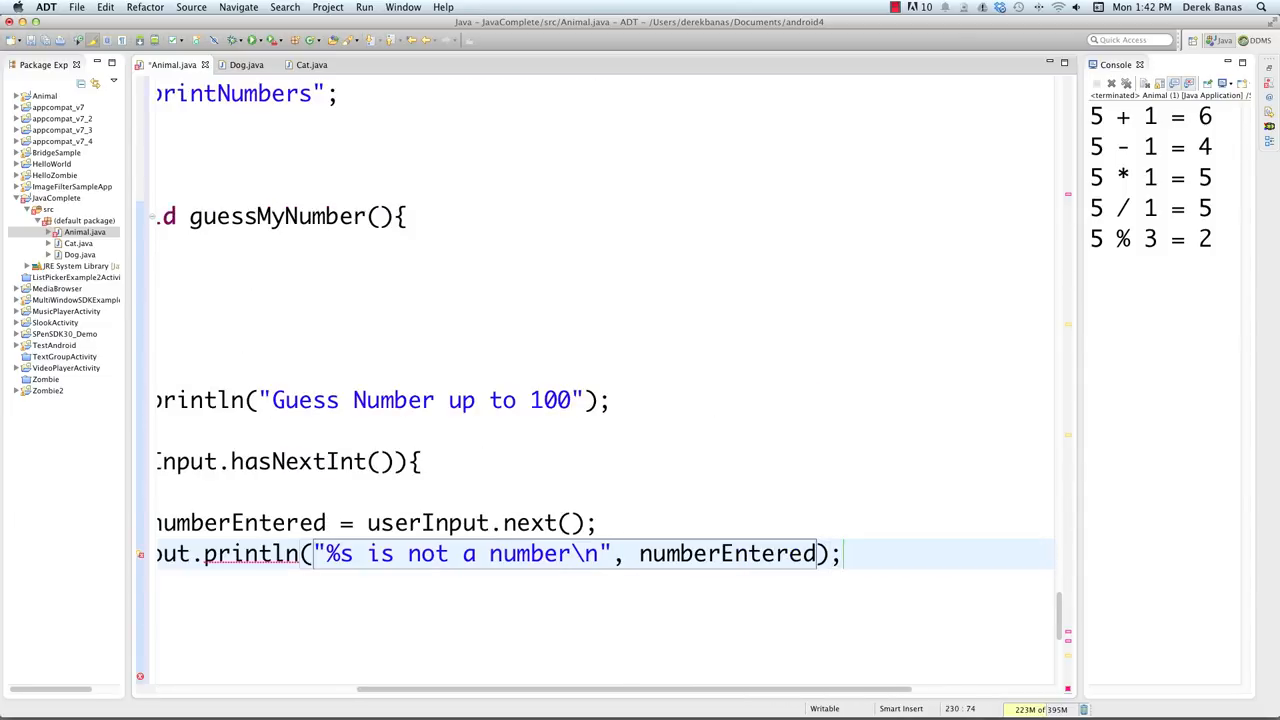 ADT File Edit Refactor Source Navigate Search Project Run Window Help
10 Mon 1:42 PM Derek Banas
Java – JavaComplete/src/Animal.java – ADT – /Users/derekbanas/Documents/android4
Quick Access Java DDMS
Package Exp
*Animal.java Dog.java Cat.java
Console
Animal
appcompat_v7
appcompat_v7_2
appcompat_v7_3
appcompat_v7_4
BridgeSample
HelloWorld
HelloZombie
ImageFilterSampleApp
JavaComplete
src
(default package)
Animal.java
Cat.java
Dog.java
JRE System Library [Ja
ListPickerExample2Activi
MediaBrowser
MultiWindowSDKExample
MusicPlayerActivity
SlookActivity
SPenSDK30_Demo
TestAndroid
TextGroupActivity
VideoPlayerActivity
Zombie
Zombie2
printNumbers";
id guessMyNumber(){
println("Guess Number up to 100");
Input.hasNextInt()){
numberEntered = userInput.next();
out.println("%s is not a number\n", numberEntered);
<terminated> Animal (1) [Java Application] /S
5 + 1 = 6
5 - 1 = 4
5 * 1 = 5
5 / 1 = 5
5 % 3 = 2
Writable Smart Insert 230 : 74 223M of 395M